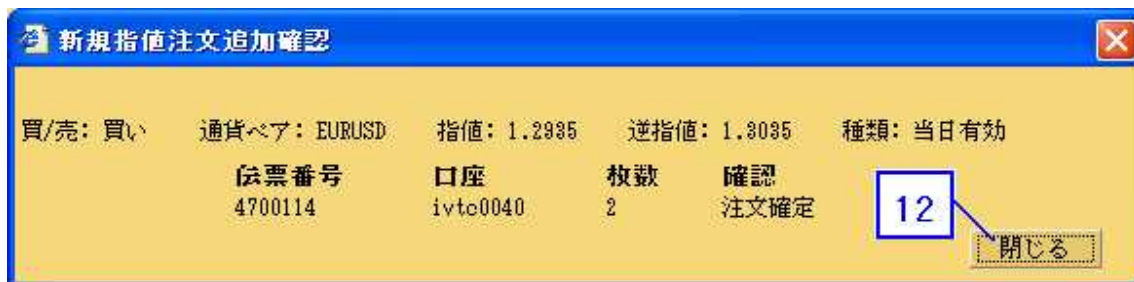 新規指値注文追加確認
買/売: 買い 通貨ペア: EURUSD 指値: 1.2935 逆指値: 1.3035 種類: 当日有効
伝票番号 口座 枚数 確認
4700114 ivtc0040 2 注文確定
12
閉じる